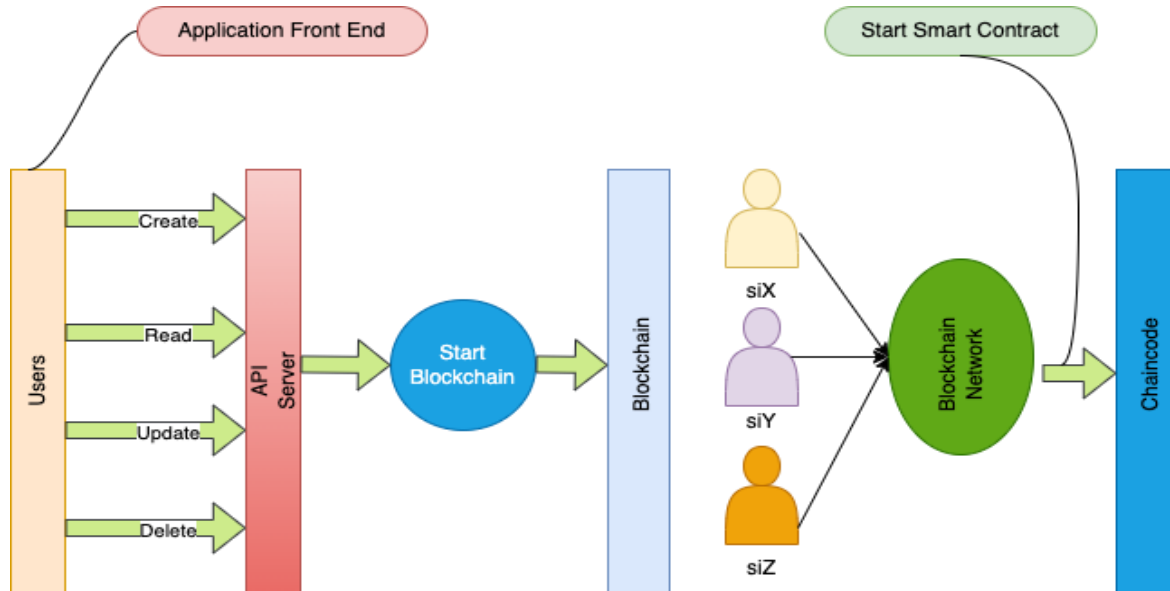 Application Front End
Start Smart Contract
Users
Create
Read
Update
Delete
API
Server
Start
Blockchain
Blockchain
siX
siY
siZ
Blockchain
Network
Chaincode